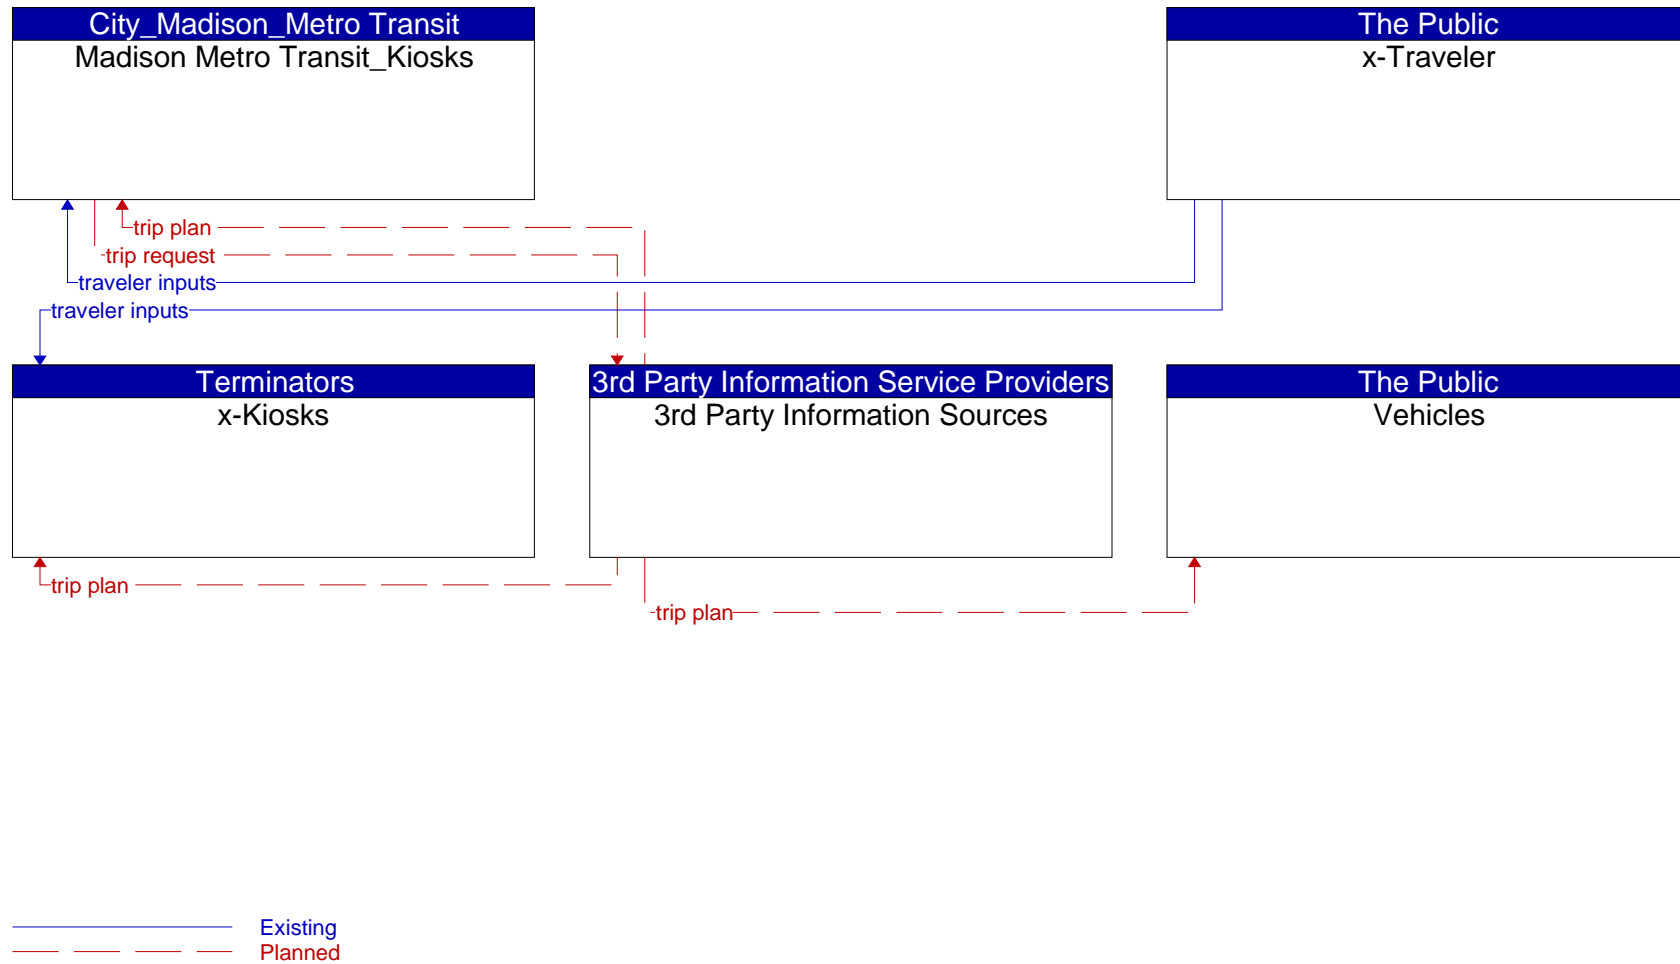 City_Madison_Metro Transit
Madison Metro Transit_Kiosks
The Public
x-Traveler
trip plan
trip request
traveler inputs
traveler inputs
Terminators
x-Kiosks
3rd Party Information Service Providers
3rd Party Information Sources
The Public
Vehicles
trip plan
trip plan
Existing
Planned